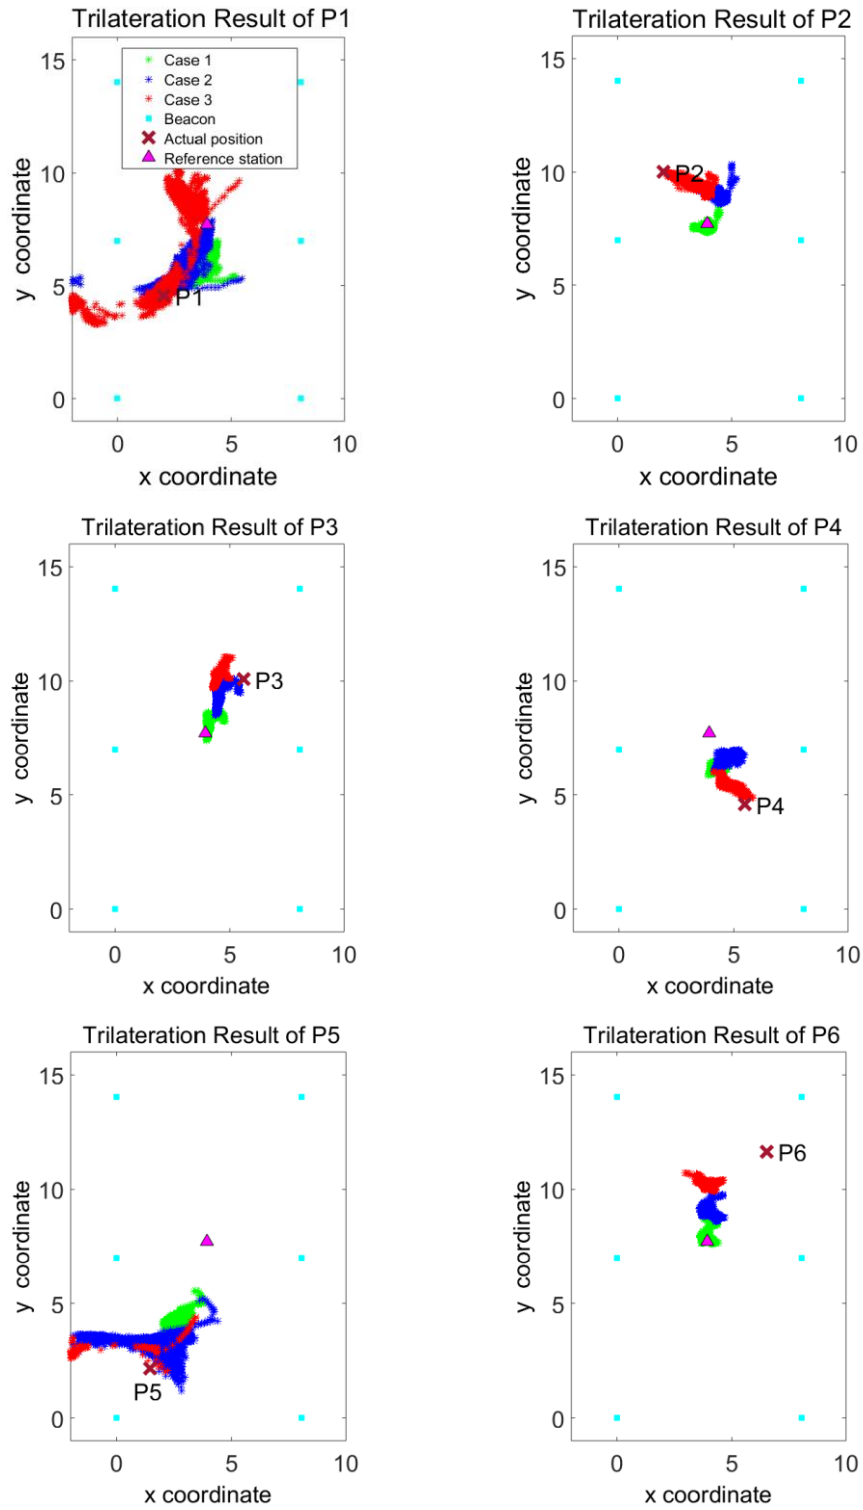 Trilateration Result of P1
15
10
5
0
0
5
10
x coordinate
y coordinate
Case 1
Case 2
Case 3
Beacon
Actual position
Reference station
P1
Trilateration Result of P2
15
10
5
0
0
5
10
x coordinate
y coordinate
P2
Trilateration Result of P3
15
10
5
0
0
5
10
x coordinate
y coordinate
P3
Trilateration Result of P4
15
10
5
0
0
5
10
x coordinate
y coordinate
P4
Trilateration Result of P5
15
10
5
0
0
5
10
x coordinate
y coordinate
P5
Trilateration Result of P6
15
10
5
0
0
5
10
x coordinate
y coordinate
P6